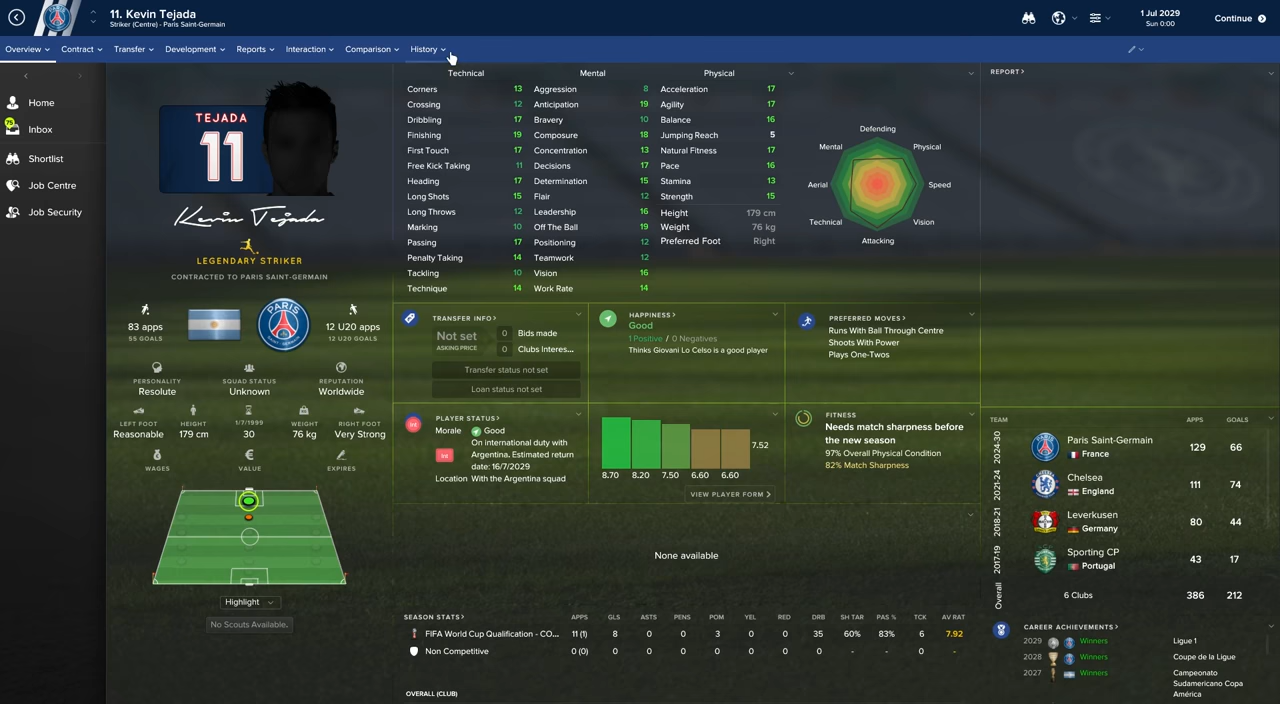 11. Kevin Tejada
Striker (Centre) - Paris Saint-Germain
1 Jul 2029
Sun 0:00
Continue
Overview Contract Transfer Development Reports Interaction Comparison History
75
Home
Inbox
Shortlist
Job Centre
Job Security
TEJADA
11
Kevin Tejada
LEGENDARY STRIKER
CONTRACTED TO PARIS SAINT-GERMAIN
83 apps
55 GOALS
PARIS
12 U20 apps
12 U20 GOALS
PERSONALITY SQUAD STATUS REPUTATION
Resolute Unknown Worldwide
LEFT FOOT HEIGHT 1/7/1999 WEIGHT RIGHT FOOT
Reasonable 179 cm 30 76 kg Very Strong
WAGES VALUE EXPIRES
Highlight
No Scouts Available.
Technical Mental Physical
Corners 13 Aggression 8 Acceleration 17
Crossing 12 Anticipation 19 Agility 17
Dribbling 17 Bravery 10 Balance 16
Finishing 19 Composure 18 Jumping Reach 5
First Touch 17 Concentration 13 Natural Fitness 17
Free Kick Taking 11 Decisions 17 Pace 16
Heading 17 Determination 15 Stamina 13
Long Shots 15 Flair 12 Strength 15
Long Throws 12 Leadership 16 Height 179 cm
Marking 10 Off The Ball 19 Weight 76 kg
Passing 17 Positioning 12 Preferred Foot Right
Penalty Taking 14 Teamwork 12
Tackling 10 Vision 16
Technique 14 Work Rate 14
Defending
Mental Physical
Aerial Speed
Technical Vision
Attacking
TRANSFER INFO>
Not set
ASKING PRICE
0 Bids made
0 Clubs Interes...
Transfer status not set
Loan status not set
HAPPINESS>
Good
1 Positive / 0 Negatives
Thinks Giovani Lo Celso is a good player
PREFERRED MOVES>
Runs With Ball Through Centre
Shoots With Power
Plays One-Twos
PLAYER STATUS>
Int
Morale Good
Int
On international duty with
Argentina. Estimated return
date: 16/7/2029
Location With the Argentina squad
7.52
8.70 8.20 7.50 6.60 6.60
VIEW PLAYER FORM >
FITNESS
Needs match sharpness before
the new season
97% Overall Physical Condition
82% Match Sharpness
None available
SEASON STATS> APPS GLS ASTS PENS POM YEL RED DRB SH TAR PAS % TCK AV RAT
FIFA World Cup Qualification - CO... 11 (1) 8 0 0 3 0 0 35 60% 83% 6 7.92
Non Competitive 0 (0) 0 0 0 0 0 0 0 - - 0 -
OVERALL (CLUB)
REPORT>
TEAM APPS GOALS
2024-30 Paris Saint-Germain France 129 66
2021-24 Chelsea England 111 74
2018-21 Leverkusen Germany 80 44
2017-19 Sporting CP Portugal 43 17
Overall 6 Clubs 386 212
CAREER ACHIEVEMENTS>
2029 Winners Ligue 1
2028 Winners Coupe de la Ligue
2027 Winners Campeonato
Sudamericano Copa
América